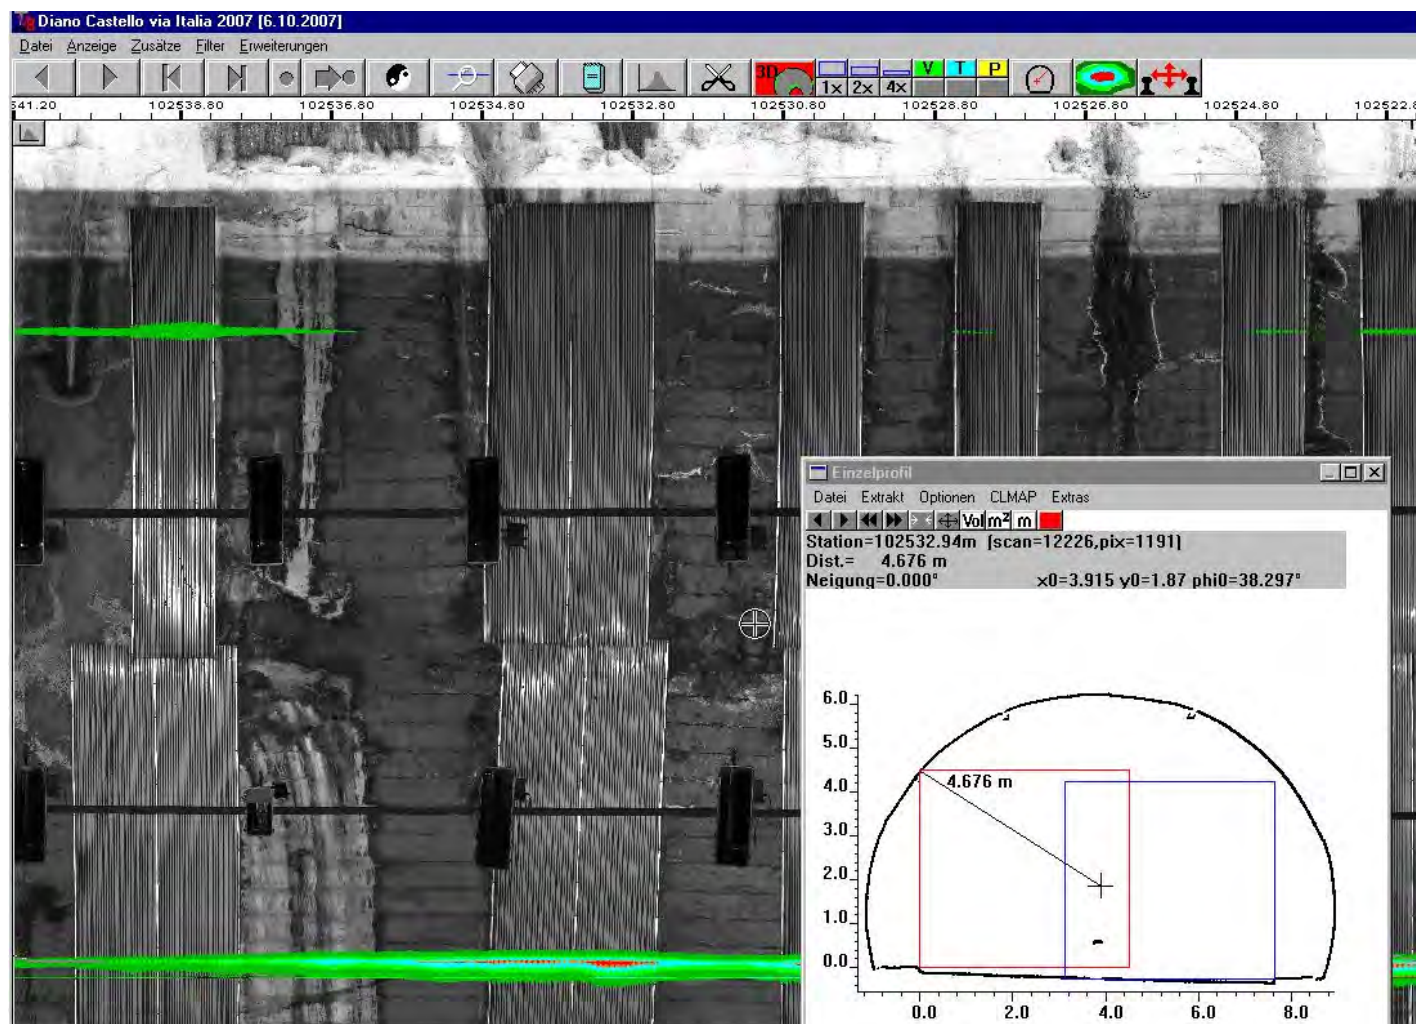 Diano Castello via Italia 2007 [6.10.2007]
Datei Anzeige Zusätze Filter Erweiterungen
3D 1x 2x 4x V T P
541.20 102538.80 102536.80 102534.80 102532.80 102530.80 102528.80 102526.80 102524.80 102522.8
Einzelprofil
Datei Extrakt Optionen CLMAP Extras
Vol m² m
Station=102532.94m [scan=12226,pix=1191]
Dist.= 4.676 m
Neigung=0.000° x0=3.915 y0=1.87 phi0=38.297°
6.0
5.0
4.0
4.676 m
3.0
2.0
1.0
0.0
0.0 2.0 4.0 6.0 8.0